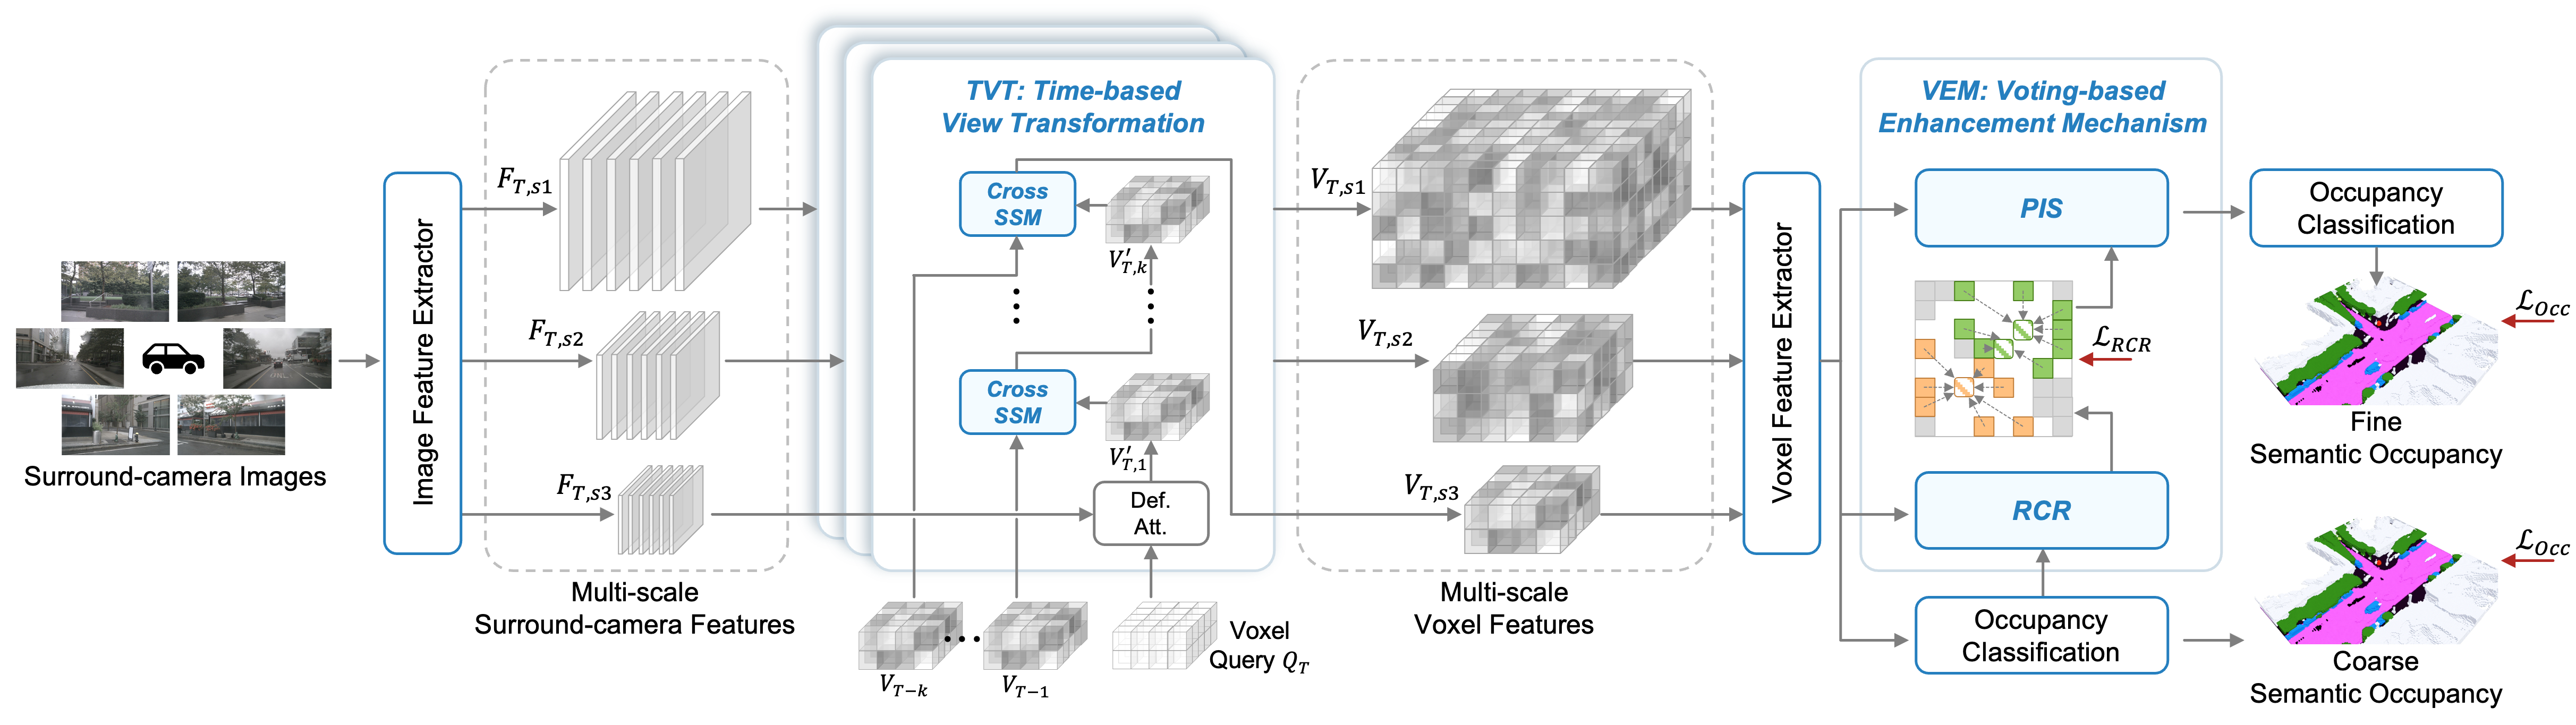 Surround-camera Images
Image Feature Extractor
F_{T,s1}
F_{T,s2}
F_{T,s3}
Multi-scale
Surround-camera Features
TVT: Time-based
View Transformation
Cross
SSM
V'_{T,k}
Cross
SSM
V'_{T,1}
Def.
Att.
V_{T-k}
V_{T-1}
Voxel
Query Q_T
V_{T,s1}
V_{T,s2}
V_{T,s3}
Multi-scale
Voxel Features
Voxel Feature Extractor
VEM: Voting-based
Enhancement Mechanism
PIS
ℒ_{RCR}
RCR
Occupancy
Classification
Occupancy
Classification
ℒ_{Occ}
Fine
Semantic Occupancy
ℒ_{Occ}
Coarse
Semantic Occupancy